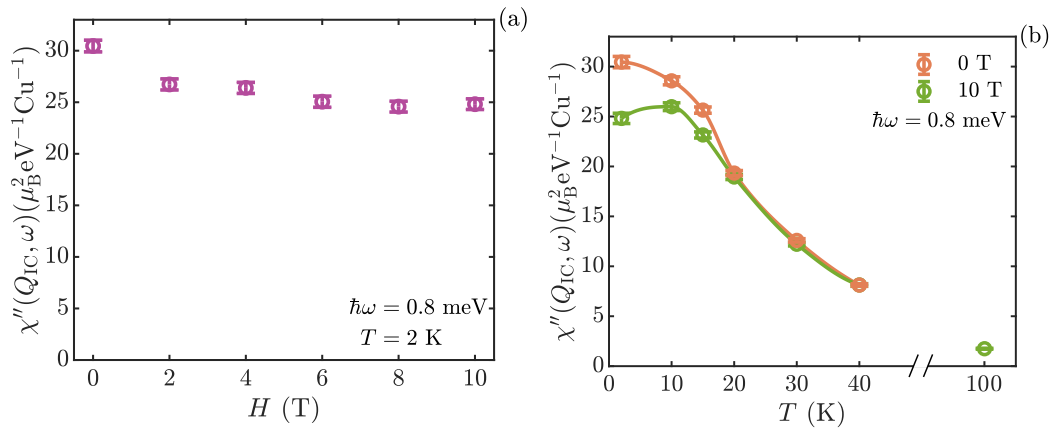 (a)
χ′′(Q_IC, ω)(μ_B^2 eV^−1 Cu^−1)
30
25
20
15
10
5
0
ħω = 0.8 meV
T = 2 K
0 2 4 6 8 10
H (T)
(b)
χ′′(Q_IC, ω)(μ_B^2 eV^−1 Cu^−1)
30
25
20
15
10
5
0
0 T
10 T
ħω = 0.8 meV
0 10 20 30 40 100
T (K)